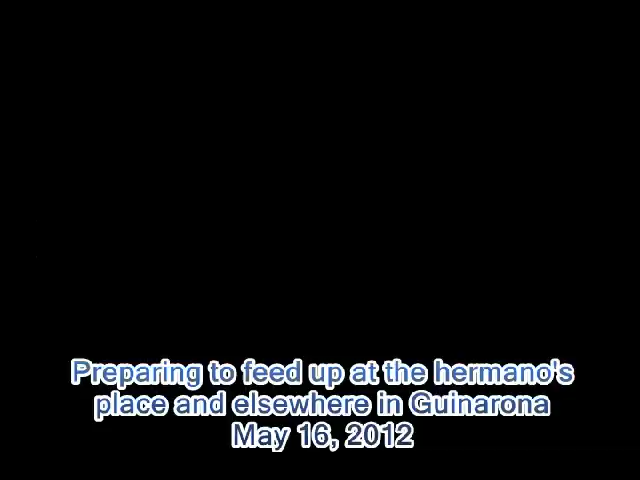 Preparing to feed up at the hermano's
place and elsewhere in Guinarona
May 16, 2012